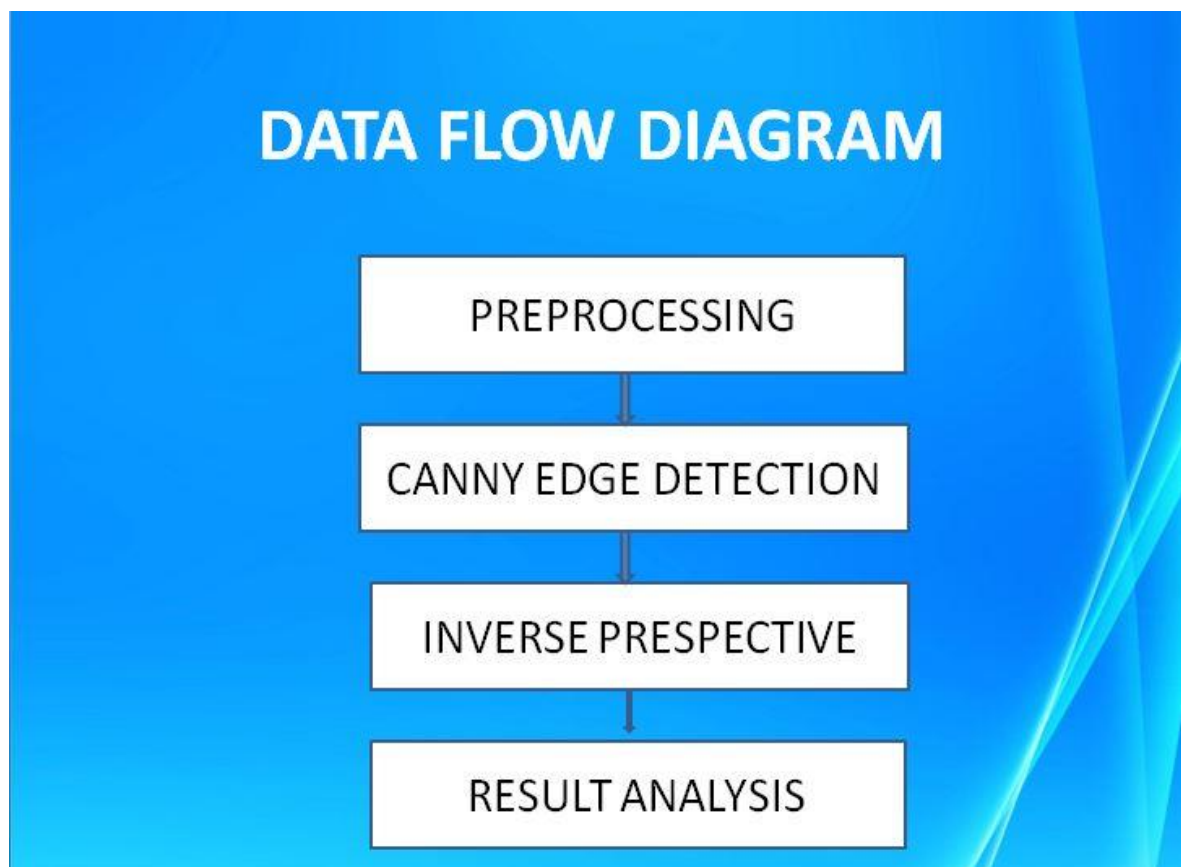 DATA FLOW DIAGRAM
PREPROCESSING
CANNY EDGE DETECTION
INVERSE PRESPECTIVE
RESULT ANALYSIS